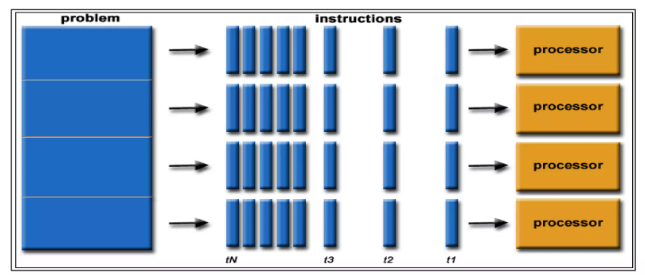 problem instructions
processor
processor
processor
processor
tN t3 t2 t1